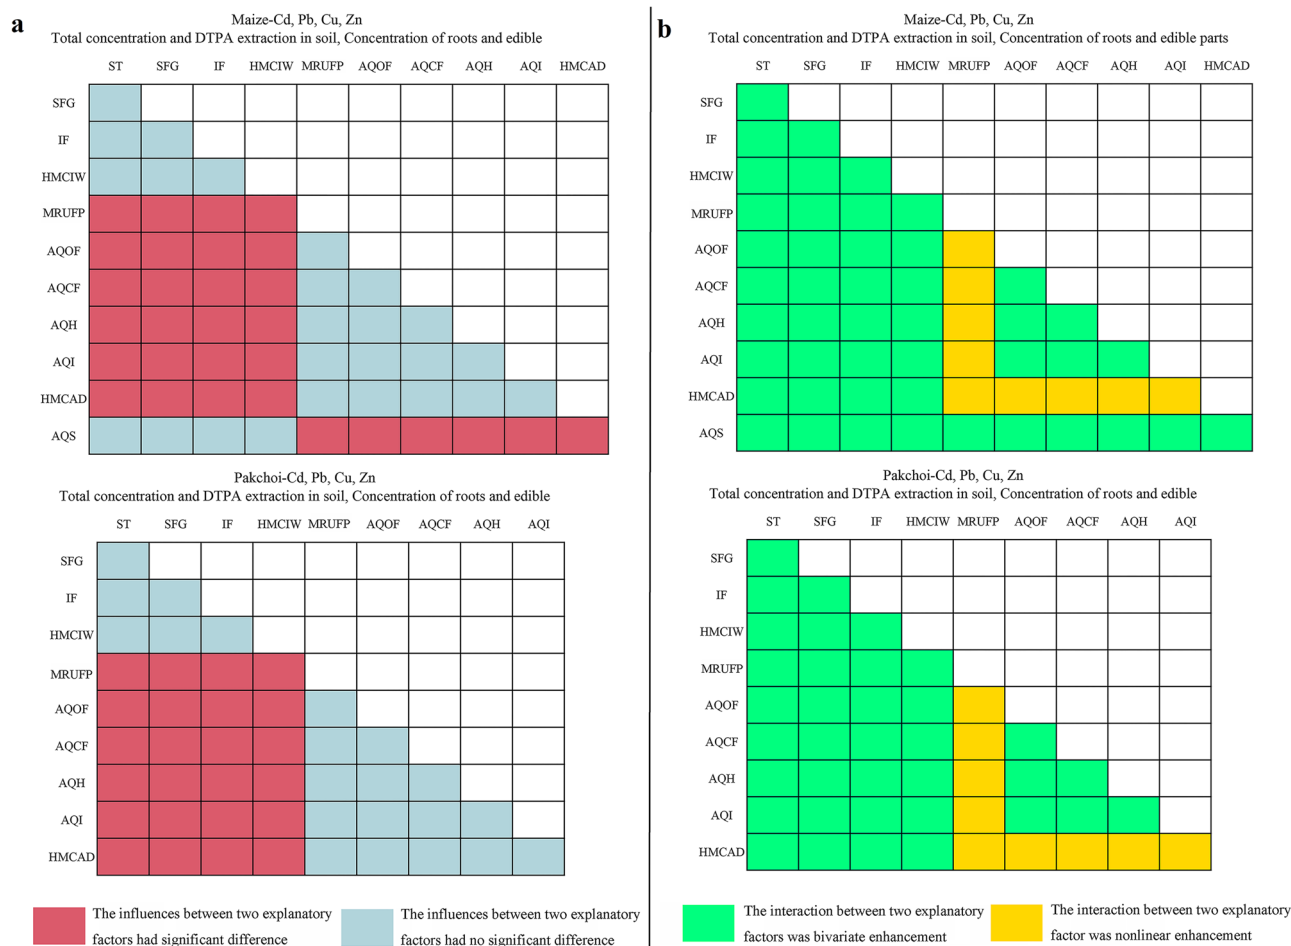 a
Maize-Cd, Pb, Cu, Zn
Total concentration and DTPA extraction in soil, Concentration of roots and edible
ST SFG IF HMCIW MRUFP AQOF AQCF AQH AQI HMCAD
SFG
IF
HMCIW
MRUFP
AQOF
AQCF
AQH
AQI
HMCAD
AQS
Pakchoi-Cd, Pb, Cu, Zn
Total concentration and DTPA extraction in soil, Concentration of roots and edible
ST SFG IF HMCIW MRUFP AQOF AQCF AQH AQI
SFG
IF
HMCIW
MRUFP
AQOF
AQCF
AQH
AQI
HMCAD
The influences between two explanatory
factors had significant difference
The influences between two explanatory
factors had no significant difference
b
Maize-Cd, Pb, Cu, Zn
Total concentration and DTPA extraction in soil, Concentration of roots and edible parts
ST SFG IF HMCIW MRUFP AQOF AQCF AQH AQI HMCAD
SFG
IF
HMCIW
MRUFP
AQOF
AQCF
AQH
AQI
HMCAD
AQS
Pakchoi-Cd, Pb, Cu, Zn
Total concentration and DTPA extraction in soil, Concentration of roots and edible
ST SFG IF HMCIW MRUFP AQOF AQCF AQH AQI
SFG
IF
HMCIW
MRUFP
AQOF
AQCF
AQH
AQI
HMCAD
The interaction between two explanatory
factors was bivariate enhancement
The interaction between two explanatory
factor was nonlinear enhancement